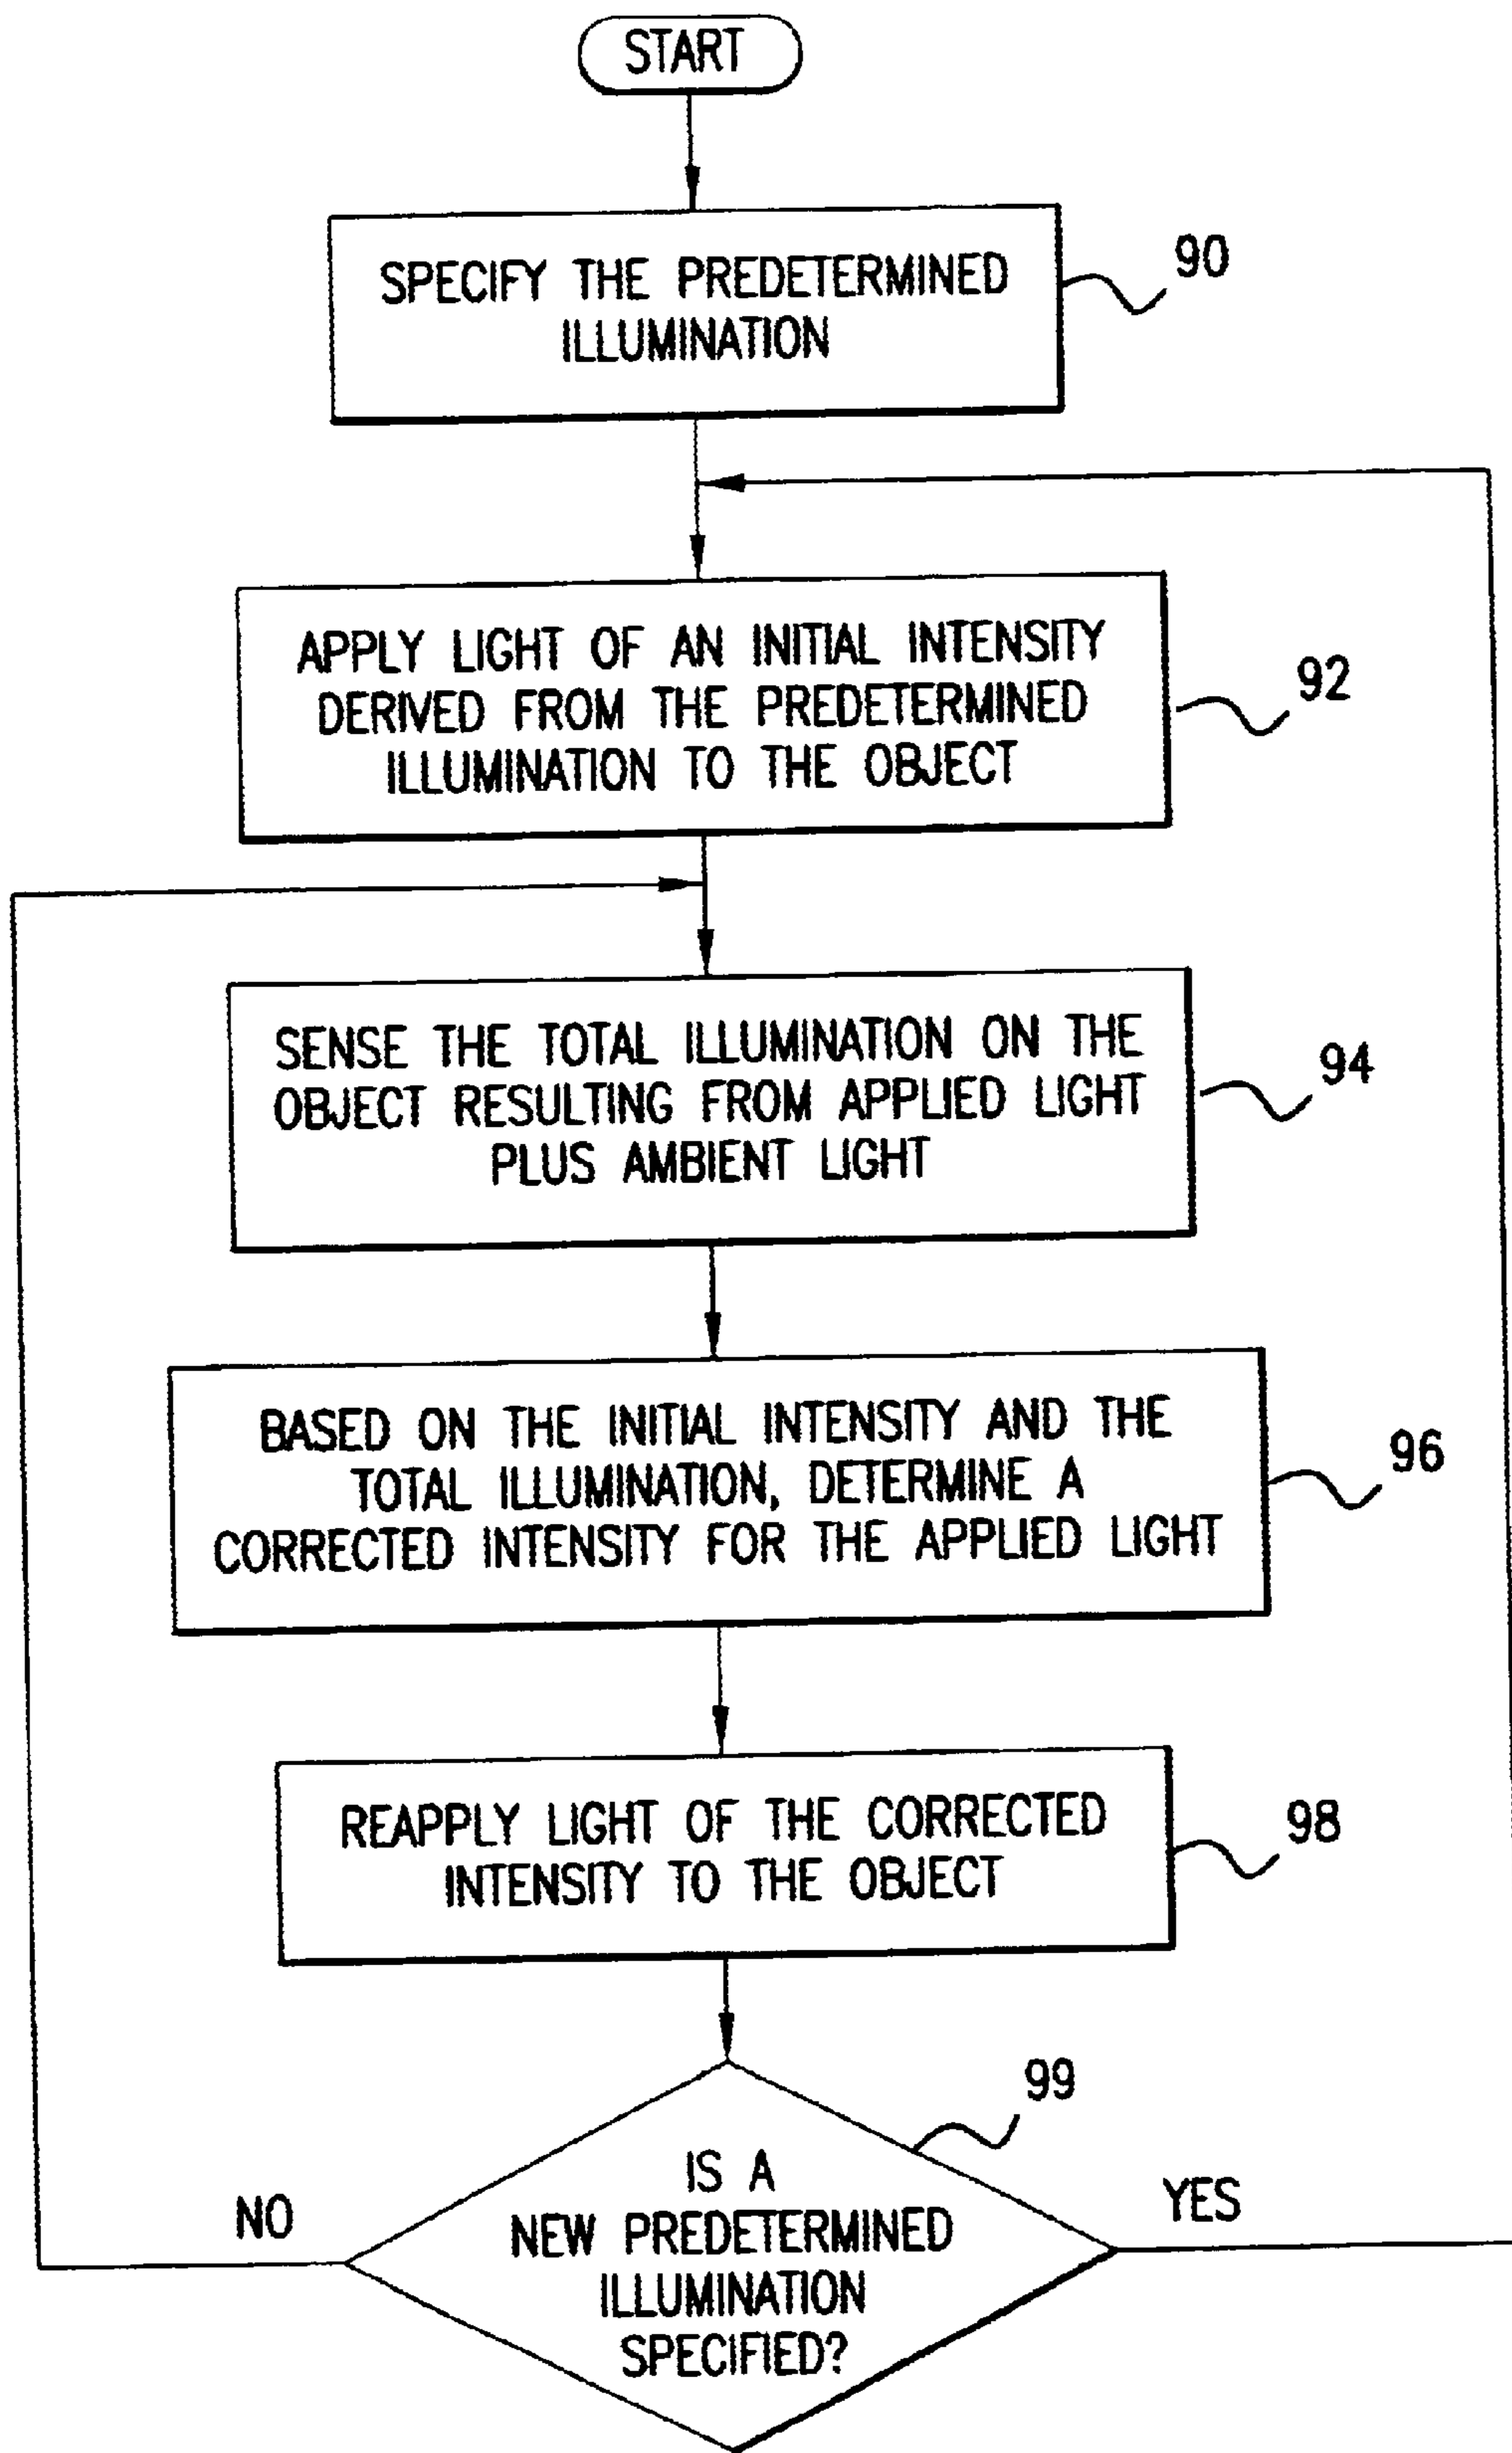 START
SPECIFY THE PREDETERMINED
ILLUMINATION
90
APPLY LIGHT OF AN INITIAL INTENSITY
DERIVED FROM THE PREDETERMINED
ILLUMINATION TO THE OBJECT
92
SENSE THE TOTAL ILLUMINATION ON THE
OBJECT RESULTING FROM APPLIED LIGHT
PLUS AMBIENT LIGHT
94
BASED ON THE INITIAL INTENSITY AND THE
TOTAL ILLUMINATION, DETERMINE A
CORRECTED INTENSITY FOR THE APPLIED LIGHT
96
REAPPLY LIGHT OF THE CORRECTED
INTENSITY TO THE OBJECT
98
99
IS A
NEW PREDETERMINED
ILLUMINATION
SPECIFIED?
NO
YES